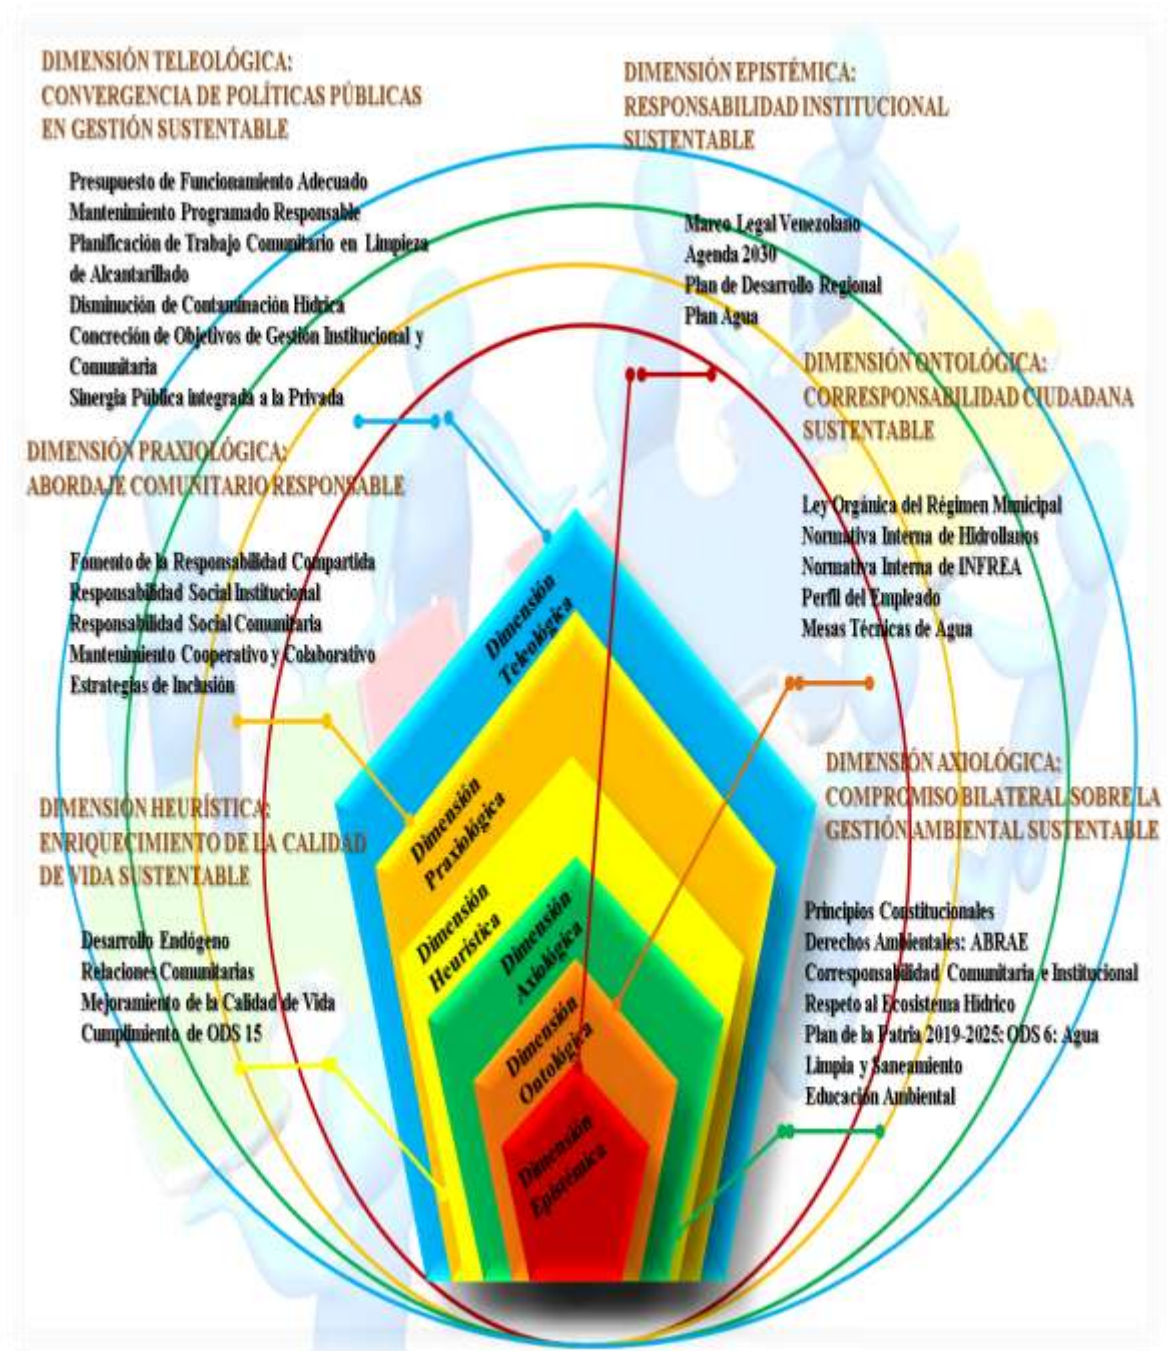 DIMENSIÓN TELEOLÓGICA:
CONVERGENCIA DE POLÍTICAS PÚBLICAS
EN GESTIÓN SUSTENTABLE
Presupuesto de Funcionamiento Adecuado
Mantenimiento Programado Responsable
Planificación de Trabajo Comunitario en Limpieza
de Alcantarillado
Disminución de Contaminación Hídrica
Concreción de Objetivos de Gestión Institucional y
Comunitaria
Sinergia Pública integrada a la Privada
DIMENSIÓN PRAXIOLÓGICA:
ABORDAJE COMUNITARIO RESPONSABLE
Fomento de la Responsabilidad Compartida
Responsabilidad Social Institucional
Responsabilidad Social Comunitaria
Mantenimiento Cooperativo y Colaborativo
Estrategias de Inclusión
DIMENSIÓN HEURÍSTICA:
ENRIQUECIMIENTO DE LA CALIDAD
DE VIDA SUSTENTABLE
Desarrollo Endógeno
Relaciones Comunitarias
Mejoramiento de la Calidad de Vida
Cumplimiento de ODS 15
DIMENSIÓN EPISTÉMICA:
RESPONSABILIDAD INSTITUCIONAL
SUSTENTABLE
Marco Legal Venezolano
Agenda 2030
Plan de Desarrollo Regional
Plan Agua
DIMENSIÓN ONTOLÓGICA:
CORRESPONSABILIDAD CIUDADANA
SUSTENTABLE
Ley Orgánica del Régimen Municipal
Normativa Interna de Hidrollanos
Normativa Interna de INFREA
Perfil del Empleado
Mesas Técnicas de Agua
DIMENSIÓN AXIOLÓGICA:
COMPROMISO BILATERAL SOBRE LA
GESTIÓN AMBIENTAL SUSTENTABLE
Principios Constitucionales
Derechos Ambientales: ABRAE
Corresponsabilidad Comunitaria e Institucional
Respeto al Ecosistema Hídrico
Plan de la Patria 2019-2025: ODS 6: Agua
Limpia y Saneamiento
Educación Ambiental
Dimensión
Teleológica
Dimensión
Praxiológica
Dimensión
Heurística
Dimensión
Axiológica
Dimensión
Ontológica
Dimensión
Epistémica